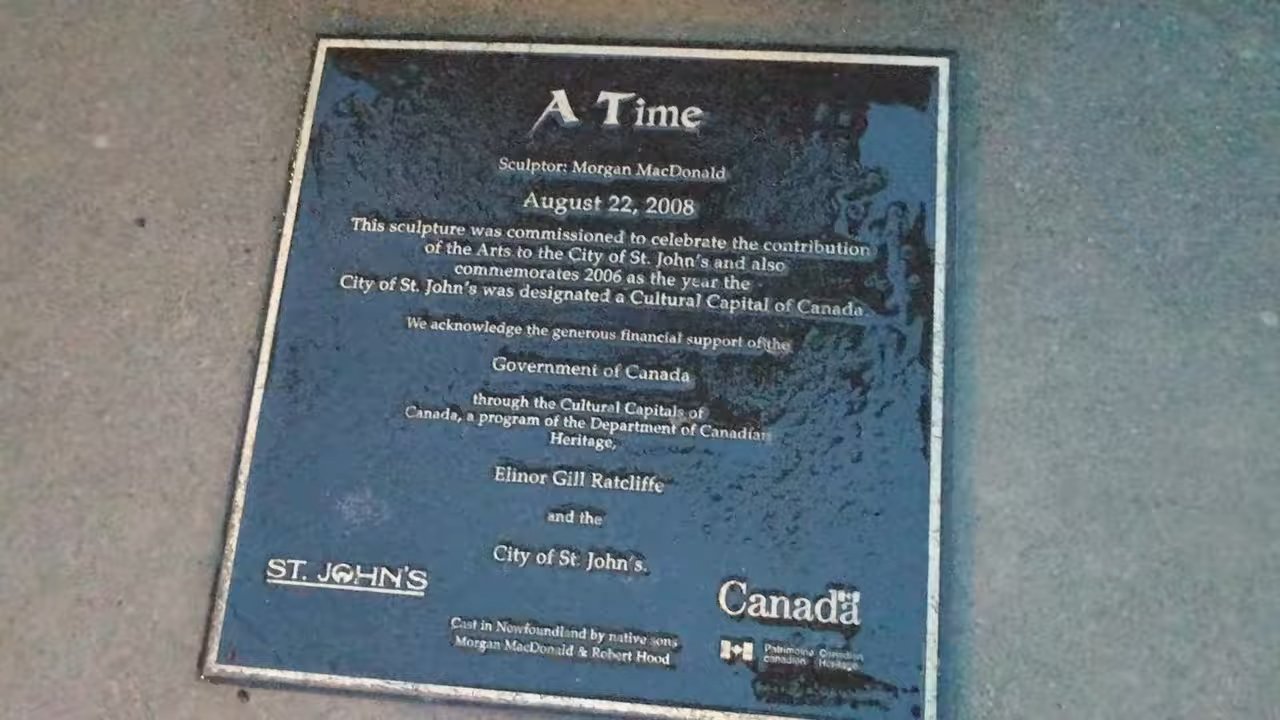 A Time
Sculptor: Morgan MacDonald
August 22, 2008
This sculpture was commissioned to celebrate the contribution
of the Arts to the City of St. John's and also
commemorates 2006 as the year the
City of St. John's was designated a Cultural Capital of Canada.
We acknowledge the generous financial support of the
Government of Canada
through the Cultural Capitals of
Canada, a program of the Department of Canadian
Heritage,
Elinor Gill Ratcliffe
and the
City of St. John's.
ST. JOHN'S
Canada
Cast in Newfoundland by native sons
Morgan MacDonald & Robert Hood
Patrimoine Canadian
canadien Heritage